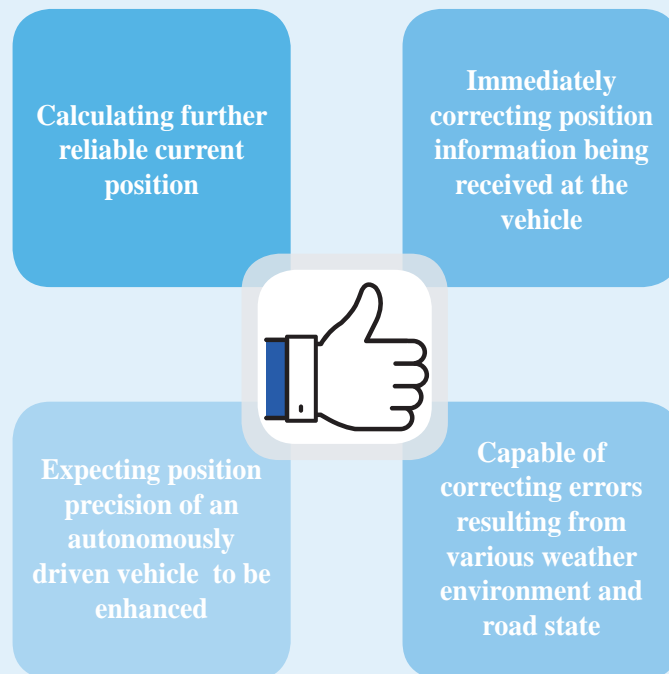 Calculating further
reliable current
position
Immediately
correcting position
information being
received at the
vehicle
Expecting position
precision of an
autonomously
driven vehicle to be
enhanced
Capable of
correcting errors
resulting from
various weather
environment and
road state